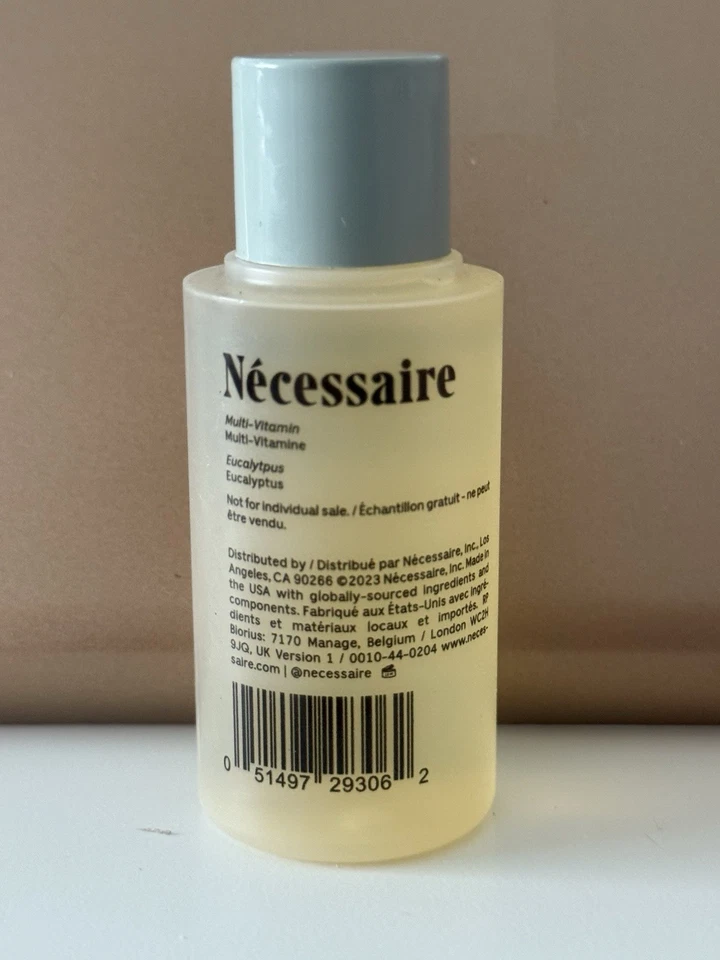 Nécessaire
Multi-Vitamin
Multi-Vitamine
Eucalytpus
Eucalyptus
Not for individual sale. / Échantillon gratuit - ne peut
être vendu.
Distributed by / Distribué par Nécessaire, Inc., Los
Angeles, CA 90266 ©2023 Nécessaire, Inc. Made in
the USA with globally-sourced ingredients and
components. Fabriqué aux États-Unis avec ingré-
dients et matériaux locaux et importés. RP
Biorius: 7170 Manage, Belgium / London WC2H
9JQ, UK Version 1 / 0010-44-0204 www.neces-
saire.com | @necessaire
0 51497 29306 2